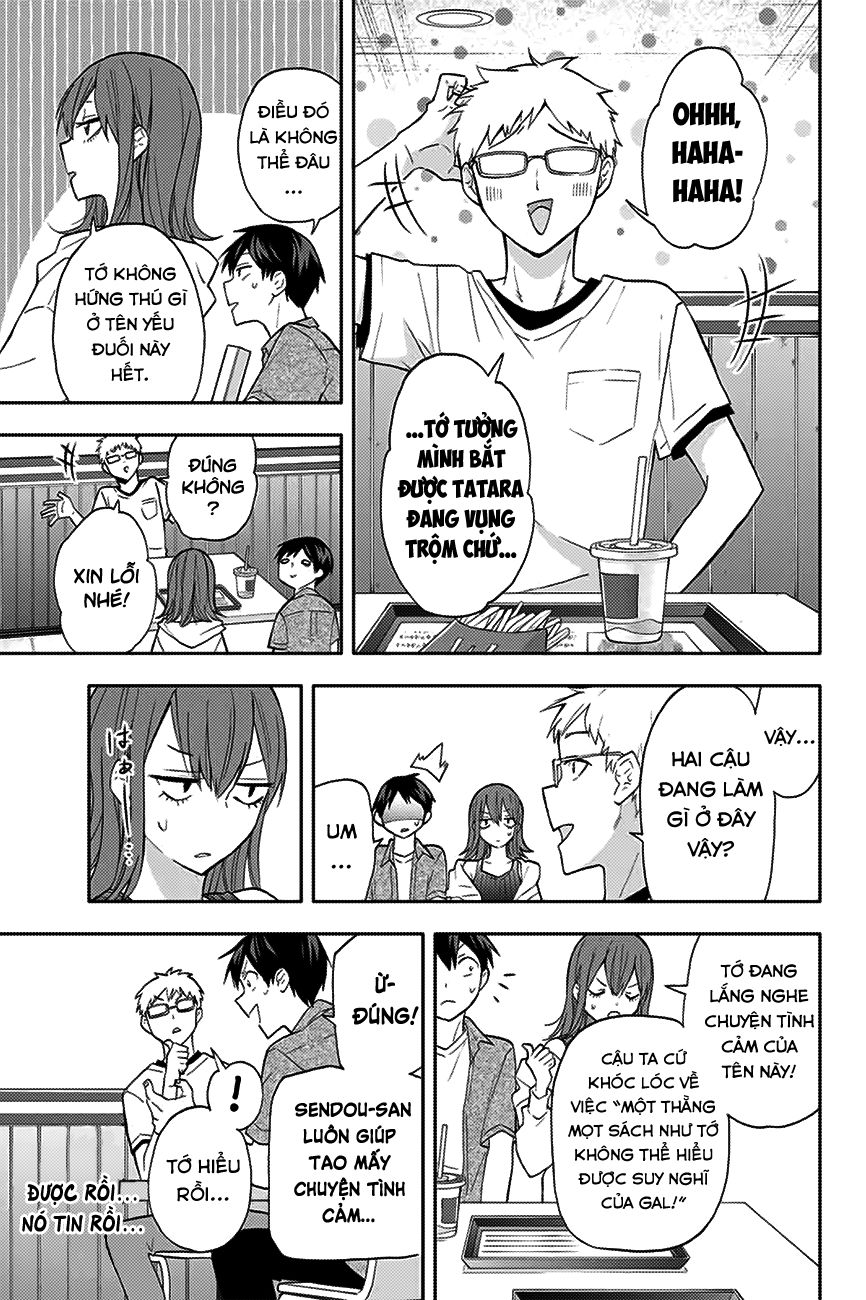 OHHH,
HAHA-
HAHA!
...TỚ TƯỞNG
MÌNH BẮT
ĐƯỢC TATARA
ĐANG VỤNG
TRỘM CHỨ...
ĐIỀU ĐÓ
LÀ KHÔNG
THỂ ĐÂU
...
TỚ KHÔNG
HỨNG THÚ GÌ
Ở TÊN YẾU
ĐUỐI NÀY
HẾT.
ĐÚNG
KHÔNG
?
XIN LỖI
NHÉ!
VẬY...
HAI CẬU
ĐANG LÀM
GÌ Ở ĐÂY
VẬY?
UM
...
はぁ...
TỚ ĐANG
LẮNG NGHE
CHUYỆN TÌNH
CẢM CỦA
TÊN NÀY!
CẬU TA CỨ
KHÓC LÓC VỀ
VIỆC "MỘT THẰNG
MỌT SÁCH NHƯ TỚ
KHÔNG THỂ HIỂU
ĐƯỢC SUY NGHĨ
CỦA GAL!"
Ừ-
ĐÚNG!
SENDOU-SAN
LUÔN GIÚP
TAO MẤY
CHUYỆN TÌNH
CẢM...
!
TỚ HIỂU
RỒI...
ĐƯỢC RỒI...
NÓ TIN RỒI...